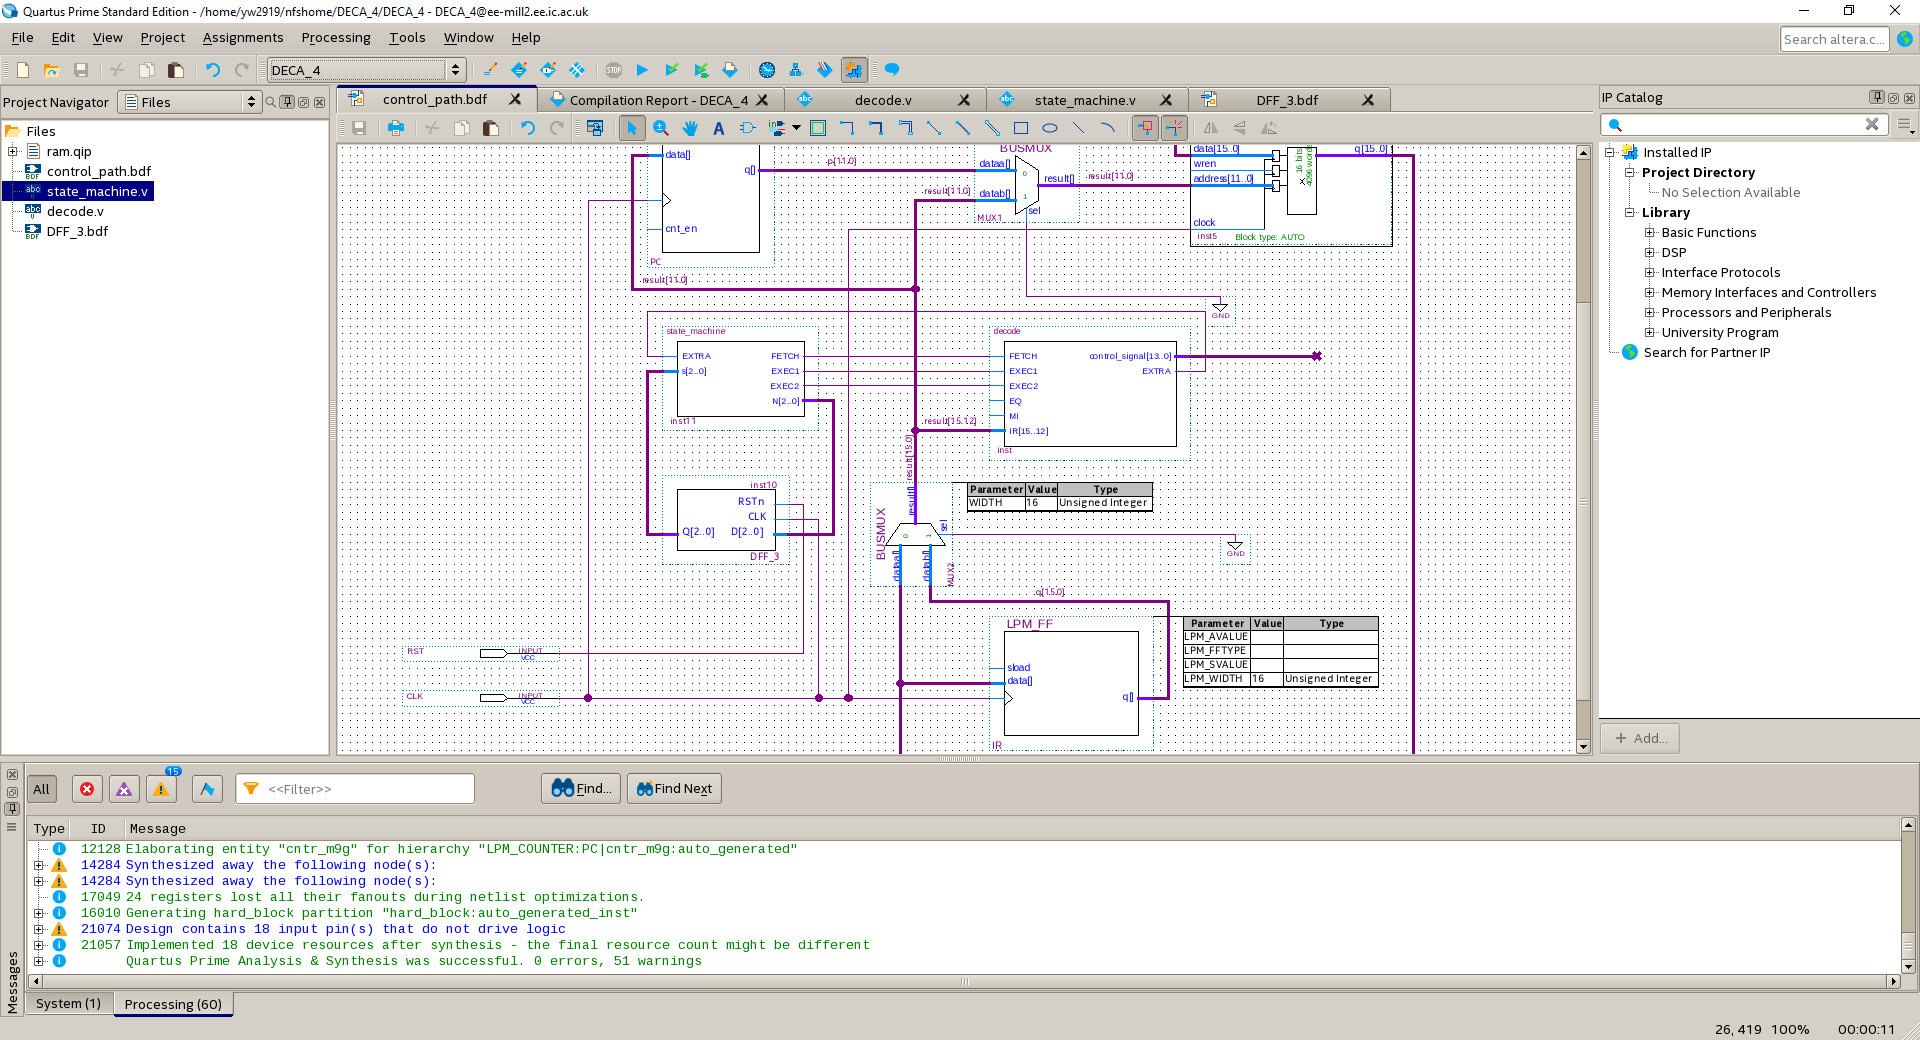 Quartus Prime Standard Edition - /home/yw2919/nfshome/DECA_4/DECA_4 - DECA_4@ee-mill2.ee.ic.ac.uk
File Edit View Project Assignments Processing Tools Window Help
Search altera.c...
DECA_4
STOP
Project Navigator Files
control_path.bdf
Compilation Report - DECA_4
decode.v
state_machine.v
DFF_3.bdf
IP Catalog
Files
ram.qip
control_path.bdf
state_machine.v
decode.v
DFF_3.bdf
Installed IP
Project Directory
No Selection Available
Library
Basic Functions
DSP
Interface Protocols
Memory Interfaces and Controllers
Processors and Peripherals
University Program
Search for Partner IP
+ Add...
data[]
q[]
cnt_en
PC
p[11..0]
result[11..0]
result[11..0]
BUSMUX
dataa[]
datab[]
result[]
sel
0
1
MUX1
result[11..0]
data[15..0]
wren
address[11..0]
clock
inst5
Block type: AUTO
q[15..0]
16 bits
4096 words
GND
state_machine
EXTRA
s[2..0]
FETCH
EXEC1
EXEC2
N[2..0]
inst11
decode
FETCH
EXEC1
EXEC2
EQ
MI
IR[15..12]
control_signal[13..0]
EXTRA
inst
result[15..12]
result[15..0]
inst10
RSTn
CLK
Q[2..0] D[2..0]
DFF_3
BUSMUX
result[]
sel
0
1
dataa[]
datab[]
MUX2
Parameter Value Type
WIDTH 16 Unsigned Integer
GND
q[15..0]
LPM_FF
sload
data[]
q[]
IR
Parameter Value Type
LPM_AVALUE
LPM_FFTYPE
LPM_SVALUE
LPM_WIDTH 16 Unsigned Integer
RST INPUT
VCC
CLK INPUT
VCC
All
15
<<Filter>>
Find...
Find Next
Type ID Message
12128 Elaborating entity "cntr_m9g" for hierarchy "LPM_COUNTER:PC|cntr_m9g:auto_generated"
14284 Synthesized away the following node(s):
14284 Synthesized away the following node(s):
17049 24 registers lost all their fanouts during netlist optimizations.
16010 Generating hard_block partition "hard_block:auto_generated_inst"
21074 Design contains 18 input pin(s) that do not drive logic
21057 Implemented 18 device resources after synthesis - the final resource count might be different
Quartus Prime Analysis & Synthesis was successful. 0 errors, 51 warnings
Messages
System (1) Processing (60)
26, 419 100% 00:00:11